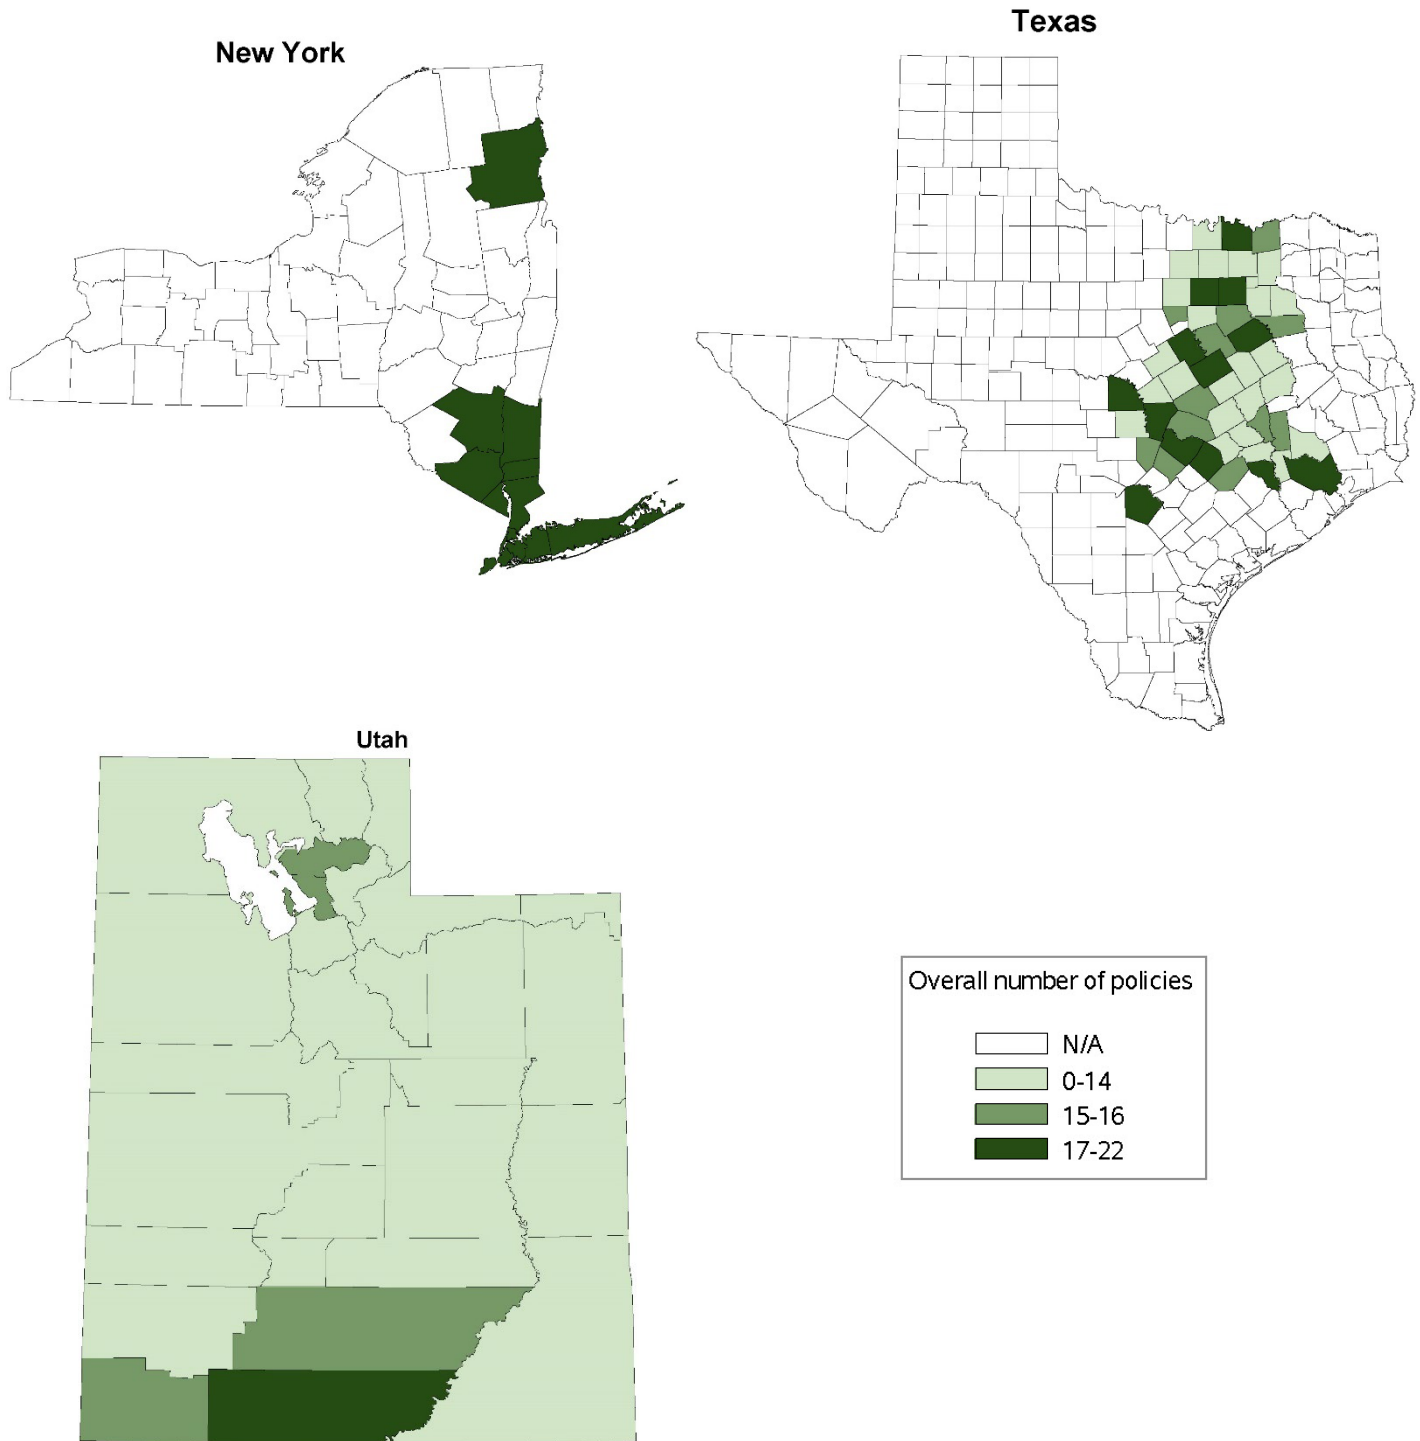 New York
Texas
Utah
Overall number of policies
N/A
0-14
15-16
17-22